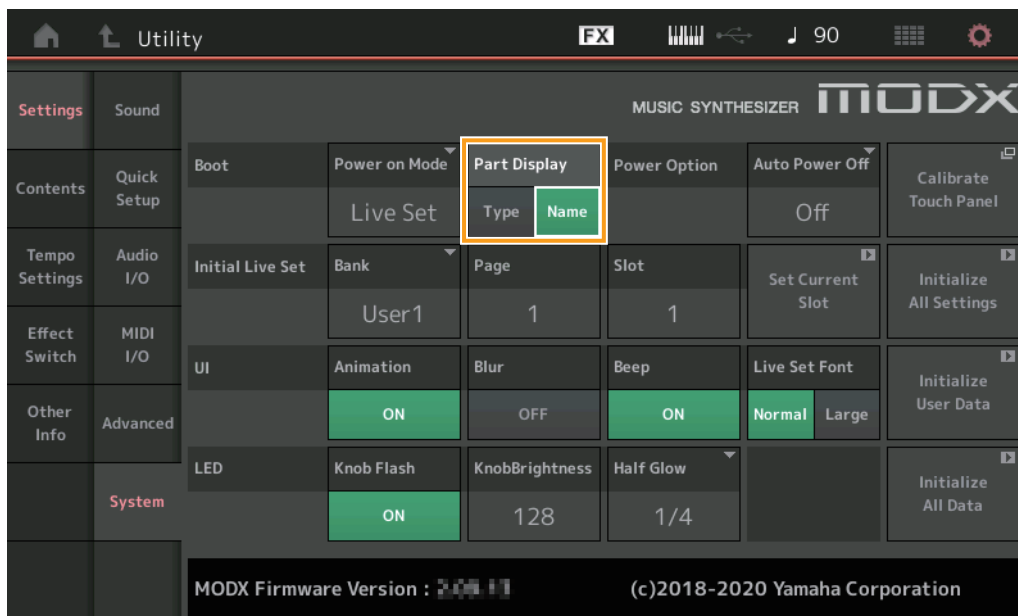 Utility FX 90
Settings Sound MUSIC SYNTHESIZER MODX
Contents Quick Setup
Tempo Settings Audio I/O
Effect Switch MIDI I/O
Other Info Advanced
System
Boot Power on Mode Part Display Power Option Auto Power Off Calibrate Touch Panel
Live Set Type Name Off
Initial Live Set Bank Page Slot Set Current Slot Initialize All Settings
User1 1 1
UI Animation Blur Beep Live Set Font Initialize User Data
ON OFF ON Normal Large
LED Knob Flash KnobBrightness Half Glow Initialize All Data
ON 128 1/4
MODX Firmware Version : (c)2018-2020 Yamaha Corporation